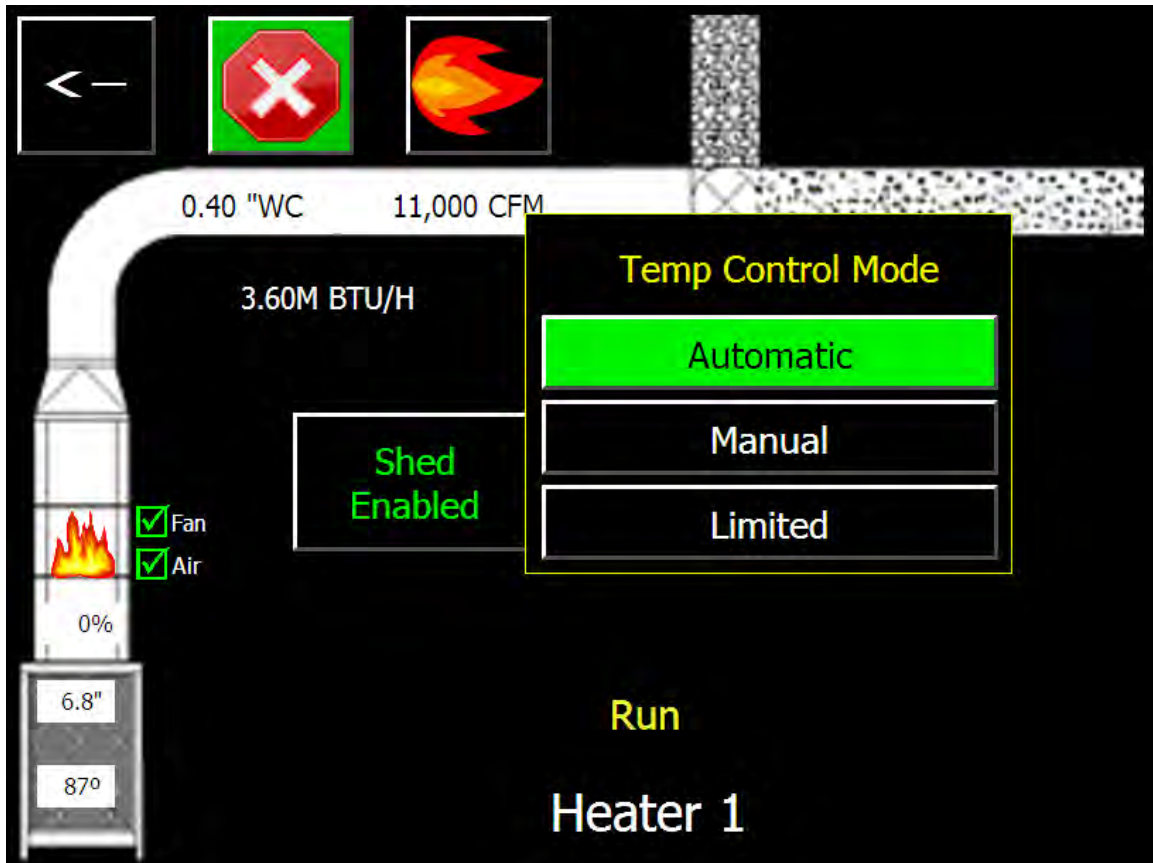 <-
0.40 "WC
11,000 CFM
3.60M BTU/H
Temp Control Mode
Automatic
Manual
Limited
Shed
Enabled
Fan
Air
0%
6.8"
87º
Run
Heater 1